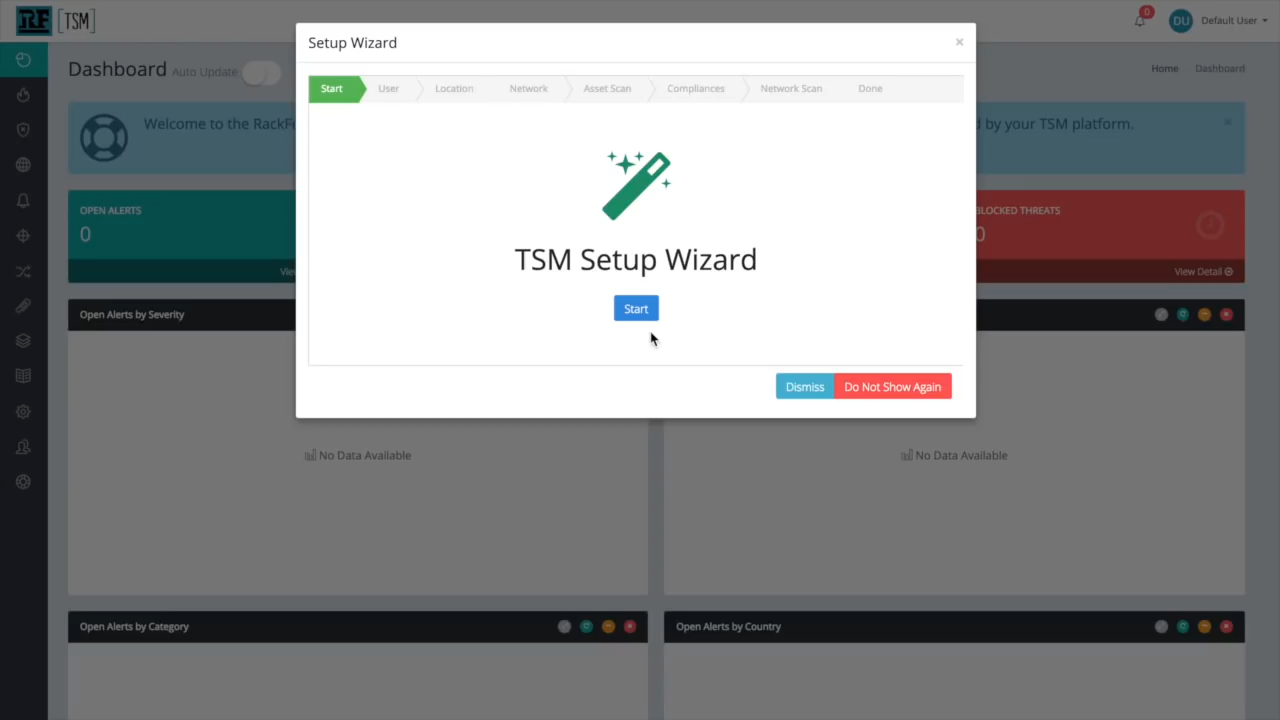 RF [TSM]
0
DU
Default User
Setup Wizard
×
Dashboard
Auto Update
Home
Dashboard
Start
User
Location
Network
Asset Scan
Compliances
Network Scan
Done
Welcome to the
d by your TSM platform.
×
OPEN ALERTS
0
BLOCKED THREATS
0
View Detail
TSM Setup Wizard
Start
Dismiss
Do Not Show Again
Open Alerts by Severity
No Data Available
No Data Available
Open Alerts by Category
Open Alerts by Country